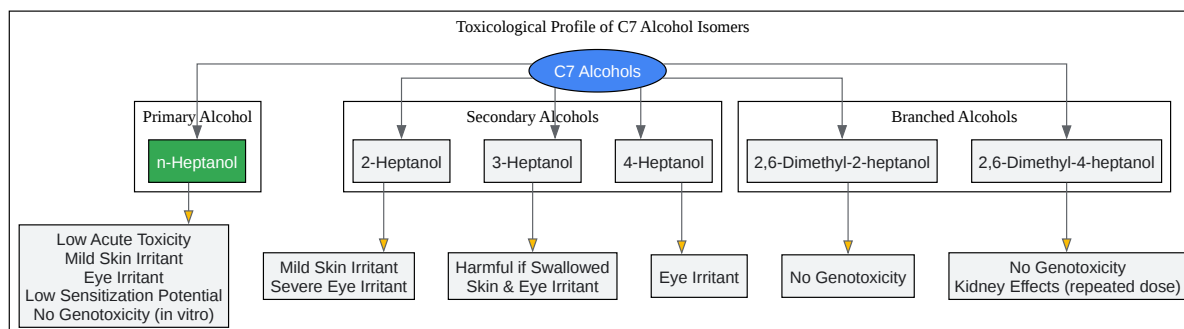 Toxicological Profile of C7 Alcohol Isomers
C7 Alcohols
Primary Alcohol
Secondary Alcohols
Branched Alcohols
n-Heptanol
2-Heptanol
3-Heptanol
4-Heptanol
2,6-Dimethyl-2-heptanol
2,6-Dimethyl-4-heptanol
Low Acute Toxicity
Mild Skin Irritant
Eye Irritant
Low Sensitization Potential
No Genotoxicity (in vitro)
Mild Skin Irritant
Severe Eye Irritant
Harmful if Swallowed
Skin & Eye Irritant
Eye Irritant
No Genotoxicity
No Genotoxicity
Kidney Effects (repeated dose)